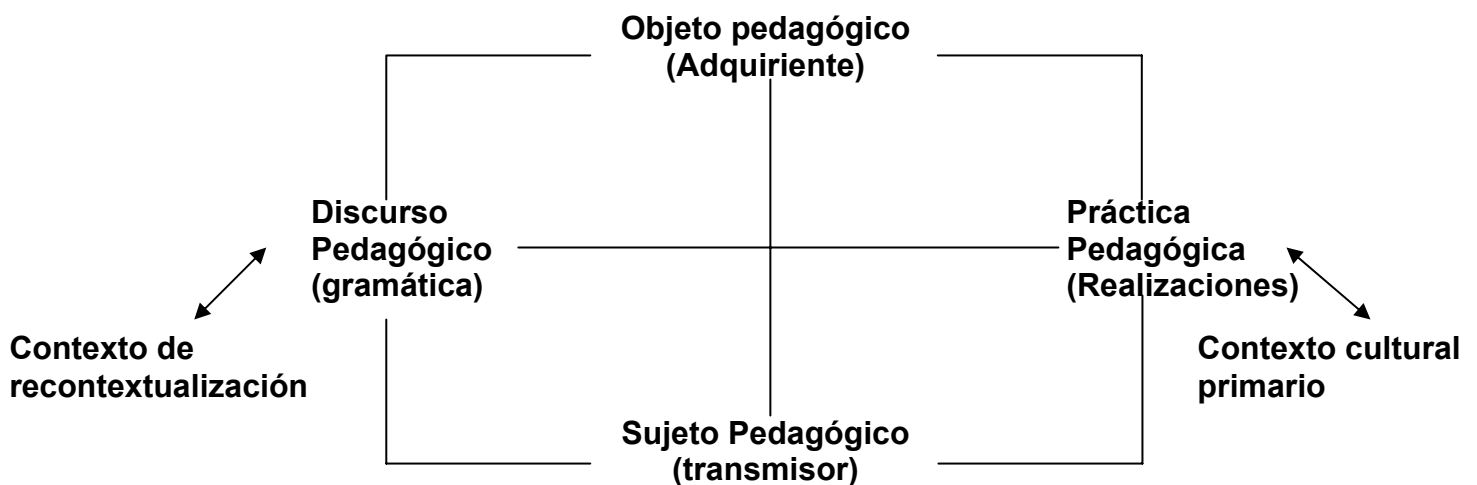 Objeto pedagógico
(Adquiriente)
Discurso
Pedagógico
(gramática)
Práctica
Pedagógica
(Realizaciones)
Contexto de
recontextualización
Contexto cultural
primario
Sujeto Pedagógico
(transmisor)